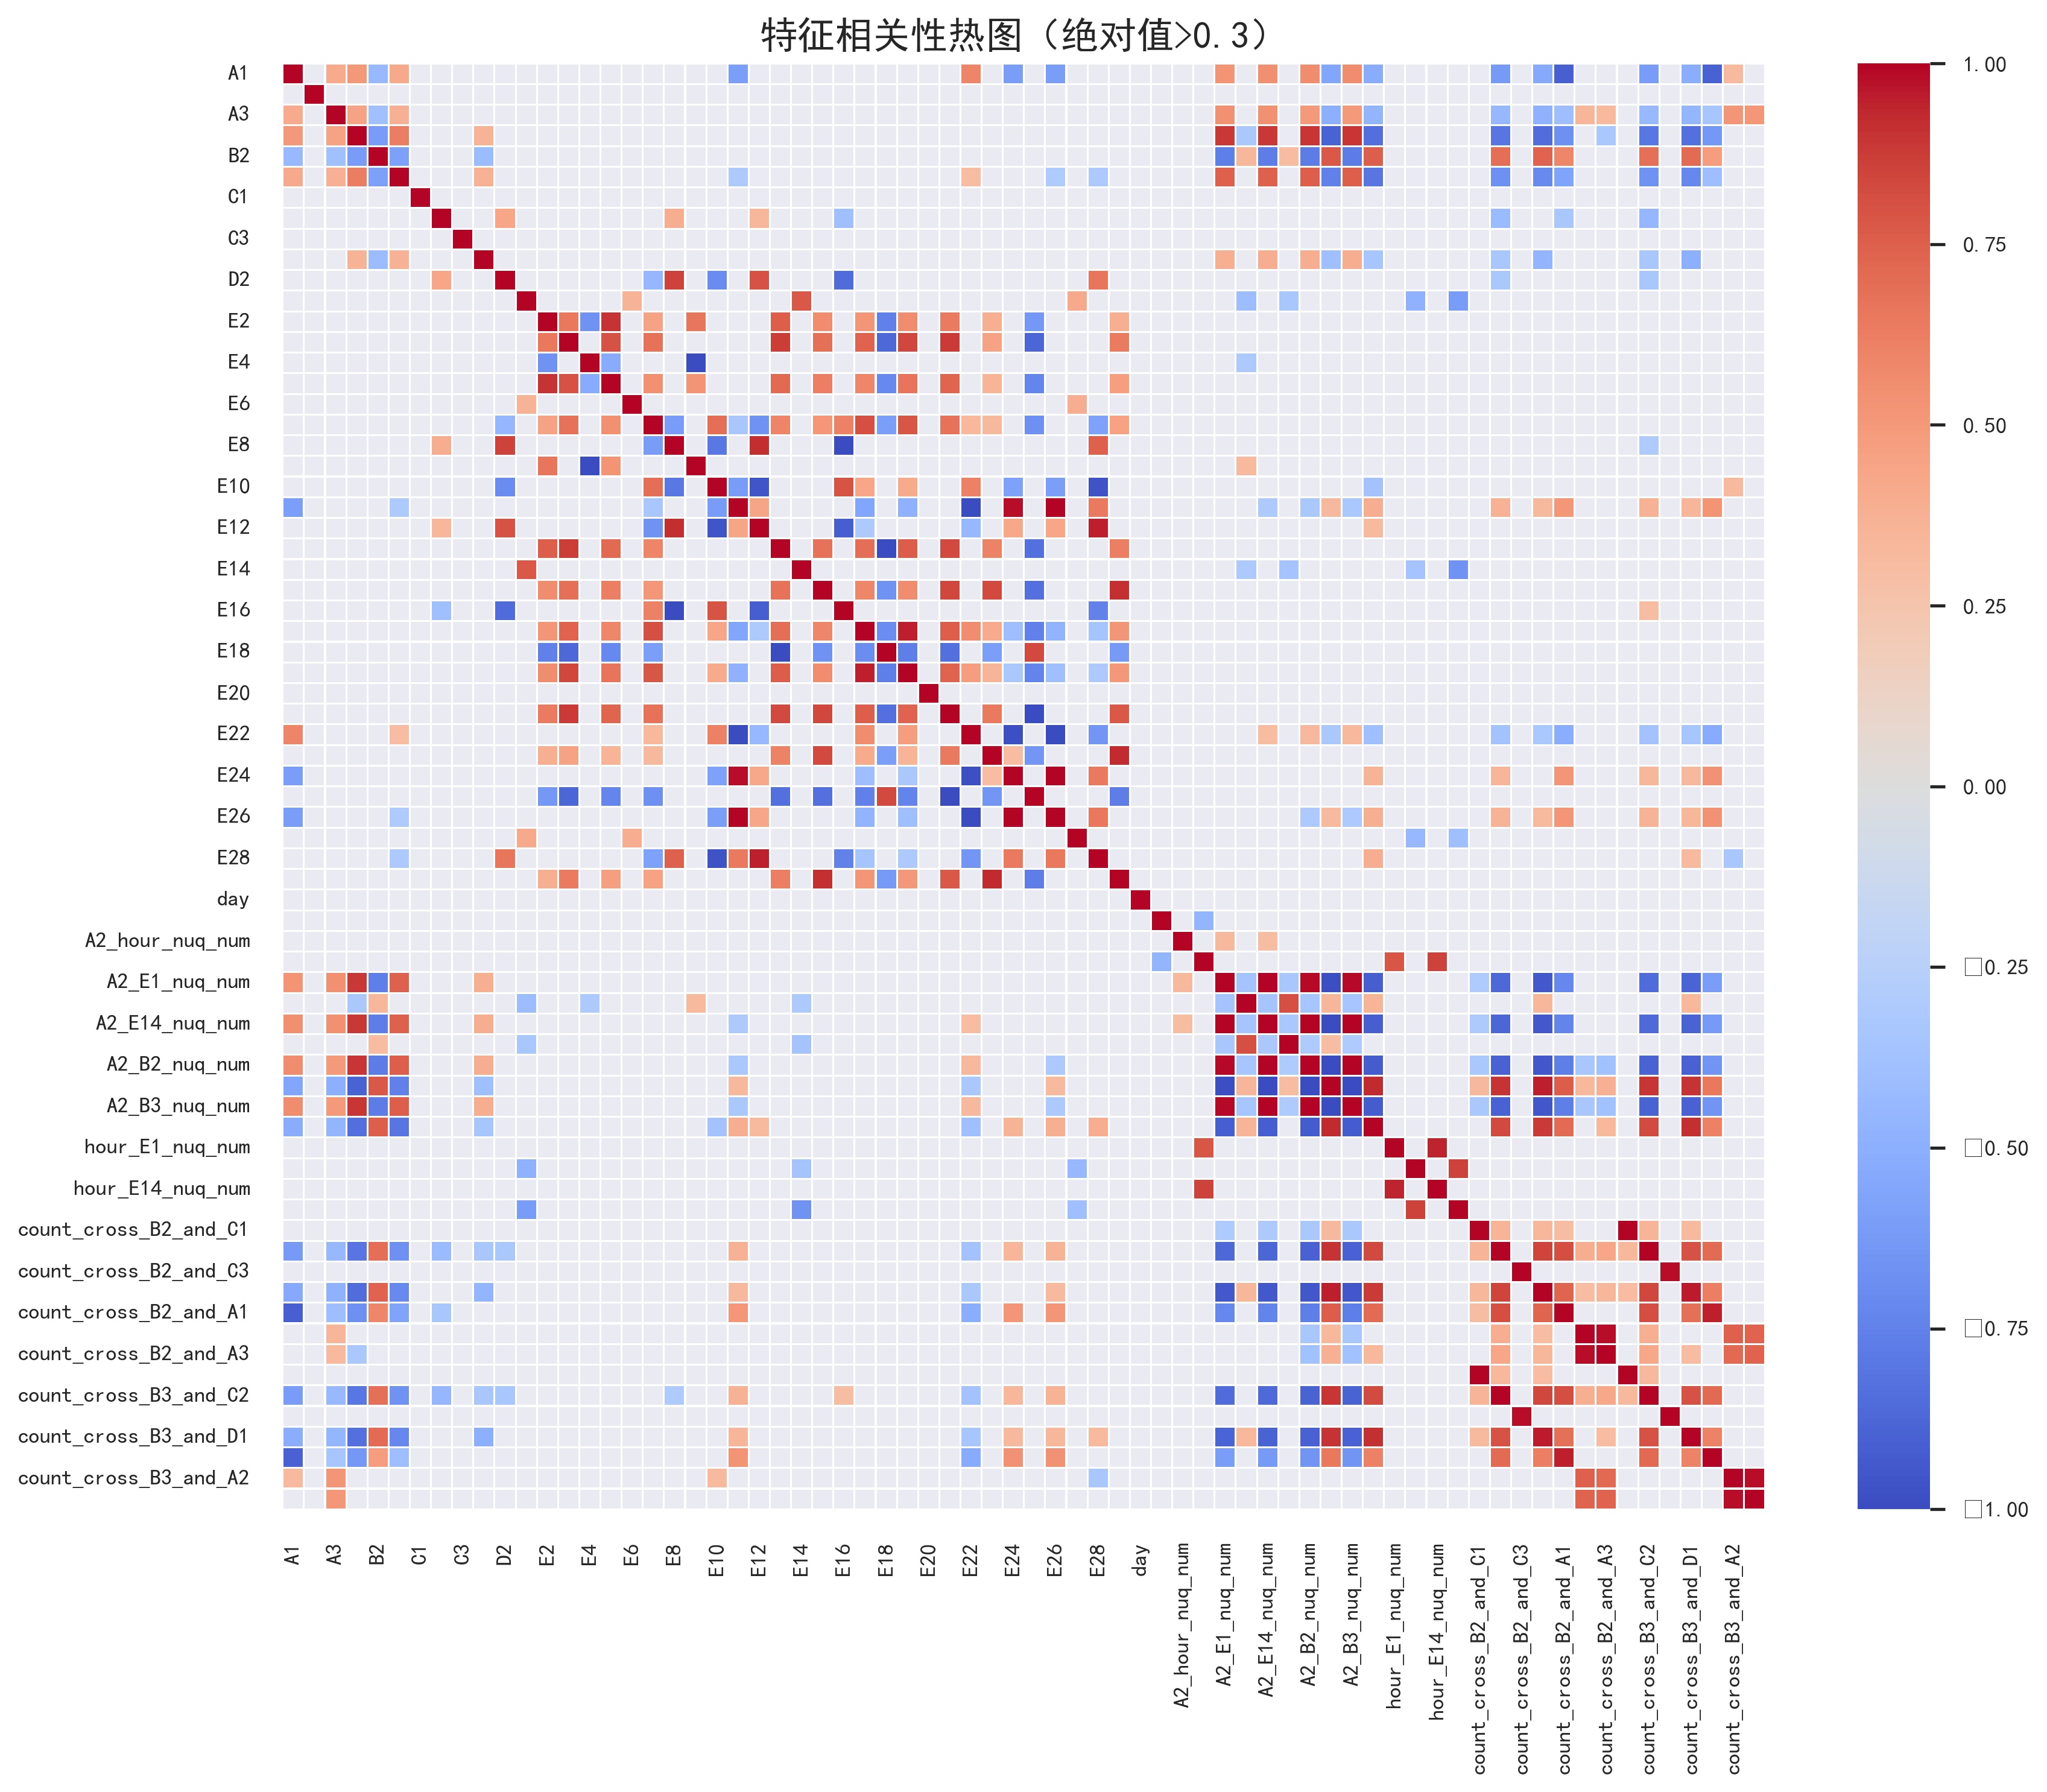 特征相关性热图（绝对值>0.3）
A1
A3
B2
C1
C3
D2
E2
E4
E6
E8
E10
E12
E14
E16
E18
E20
E22
E24
E26
E28
day
A2_hour_nuq_num
A2_E1_nuq_num
A2_E14_nuq_num
A2_B2_nuq_num
A2_B3_nuq_num
hour_E1_nuq_num
hour_E14_nuq_num
count_cross_B2_and_C1
count_cross_B2_and_C3
count_cross_B2_and_A1
count_cross_B2_and_A3
count_cross_B3_and_C2
count_cross_B3_and_D1
count_cross_B3_and_A2
A1
A3
B2
C1
C3
D2
E2
E4
E6
E8
E10
E12
E14
E16
E18
E20
E22
E24
E26
E28
day
A2_hour_nuq_num
A2_E1_nuq_num
A2_E14_nuq_num
A2_B2_nuq_num
A2_B3_nuq_num
hour_E1_nuq_num
hour_E14_nuq_num
count_cross_B2_and_C1
count_cross_B2_and_C3
count_cross_B2_and_A1
count_cross_B2_and_A3
count_cross_B3_and_C2
count_cross_B3_and_D1
count_cross_B3_and_A2
1.00
0.75
0.50
0.25
0.00
□0.25
□0.50
□0.75
□1.00